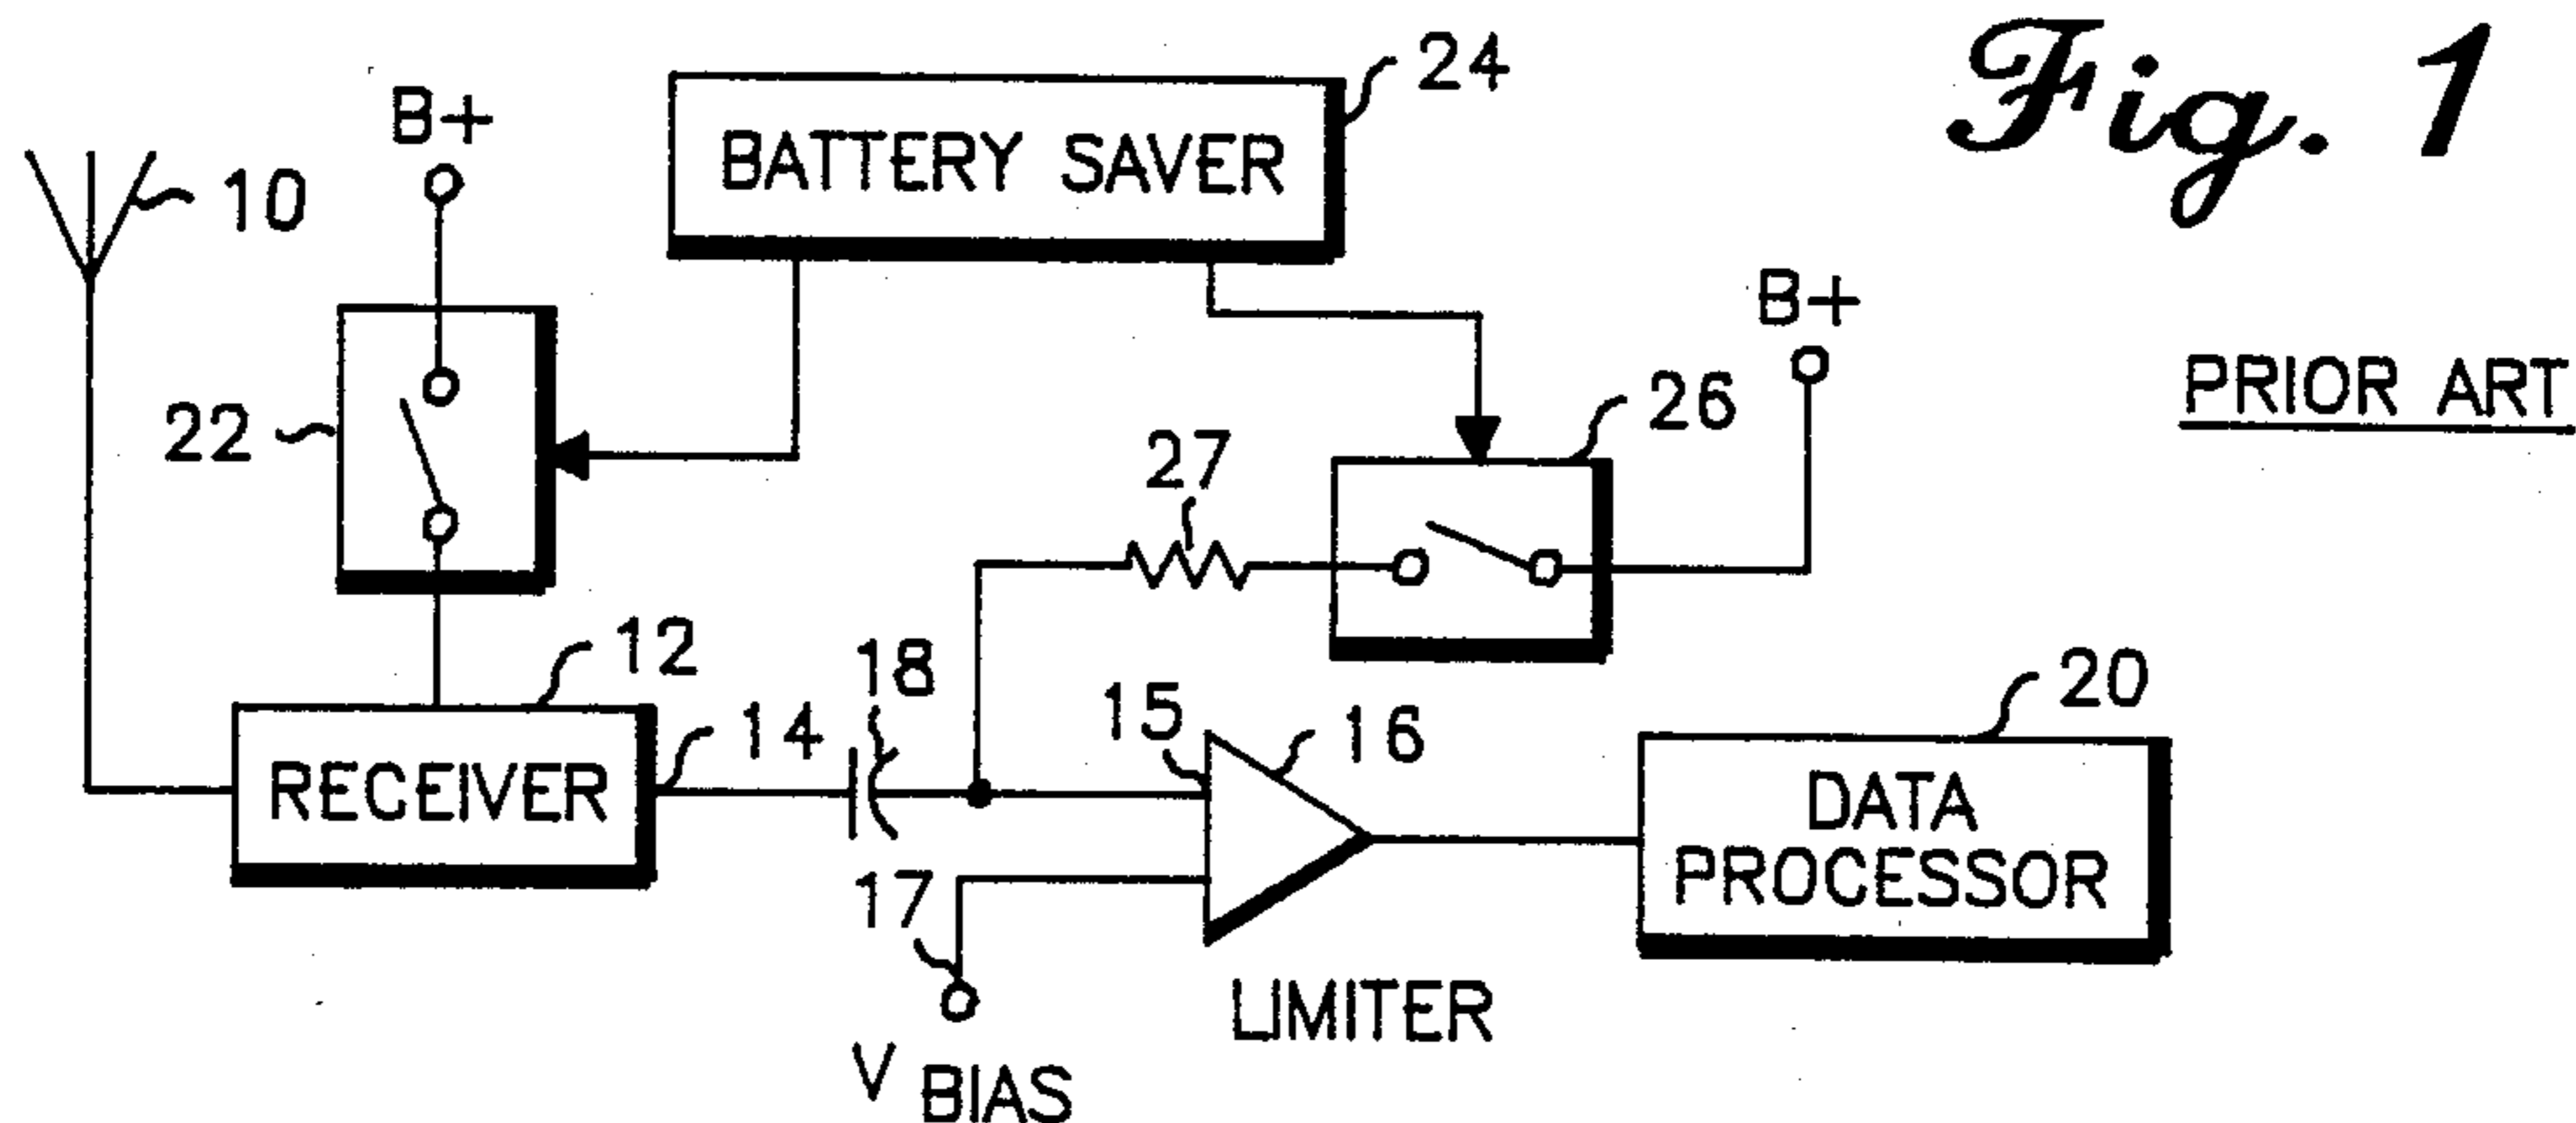 Fig. 1
PRIOR ART
24
B+
BATTERY SAVER
10
B+
22
26
27
12
18
14
15
16
20
RECEIVER
DATA
PROCESSOR
17
LIMITER
V BIAS